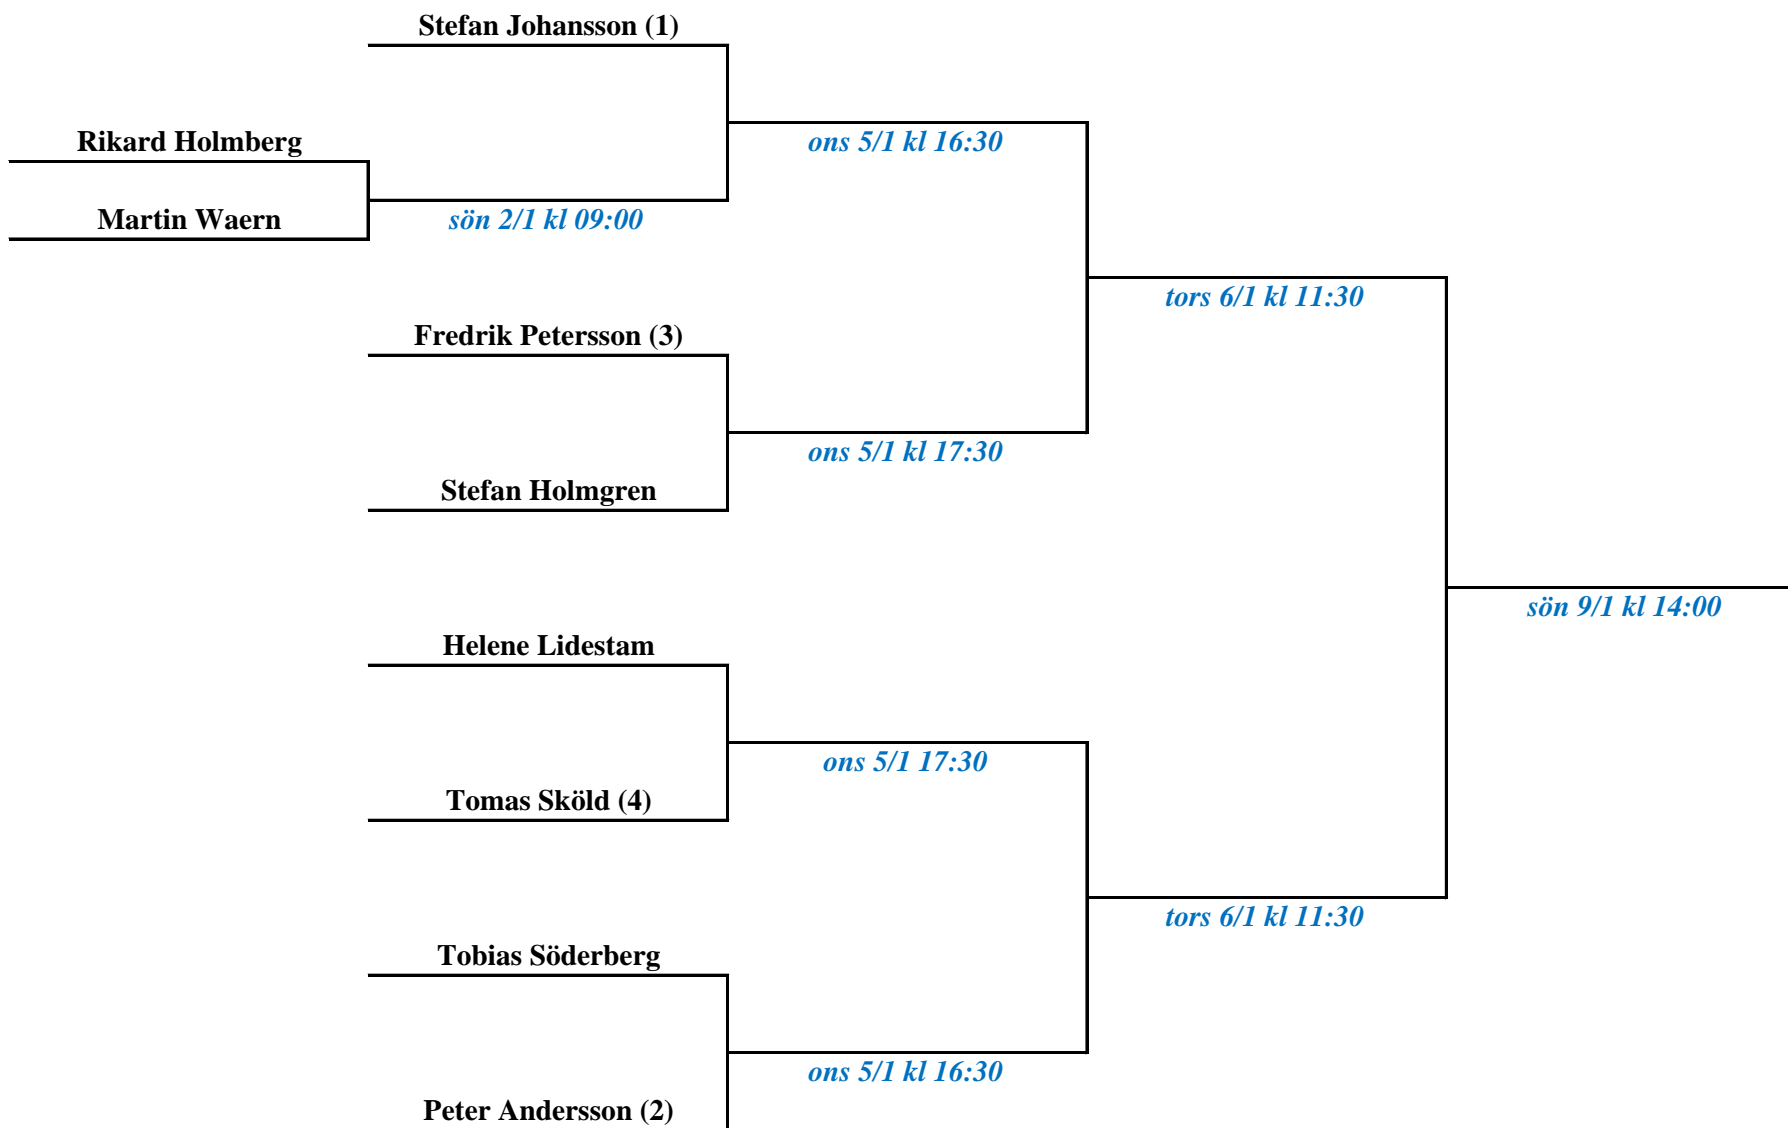 Stefan Johansson (1)
ons 5/1 kl 16:30
Rikard Holmberg
Martin Waern
sön 2/1 kl 09:00
tors 6/1 kl 11:30
Fredrik Petersson (3)
ons 5/1 kl 17:30
Stefan Holmgren
sön 9/1 kl 14:00
Helene Lidestam
ons 5/1 17:30
Tomas Sköld (4)
tors 6/1 kl 11:30
Tobias Söderberg
ons 5/1 kl 16:30
Peter Andersson (2)